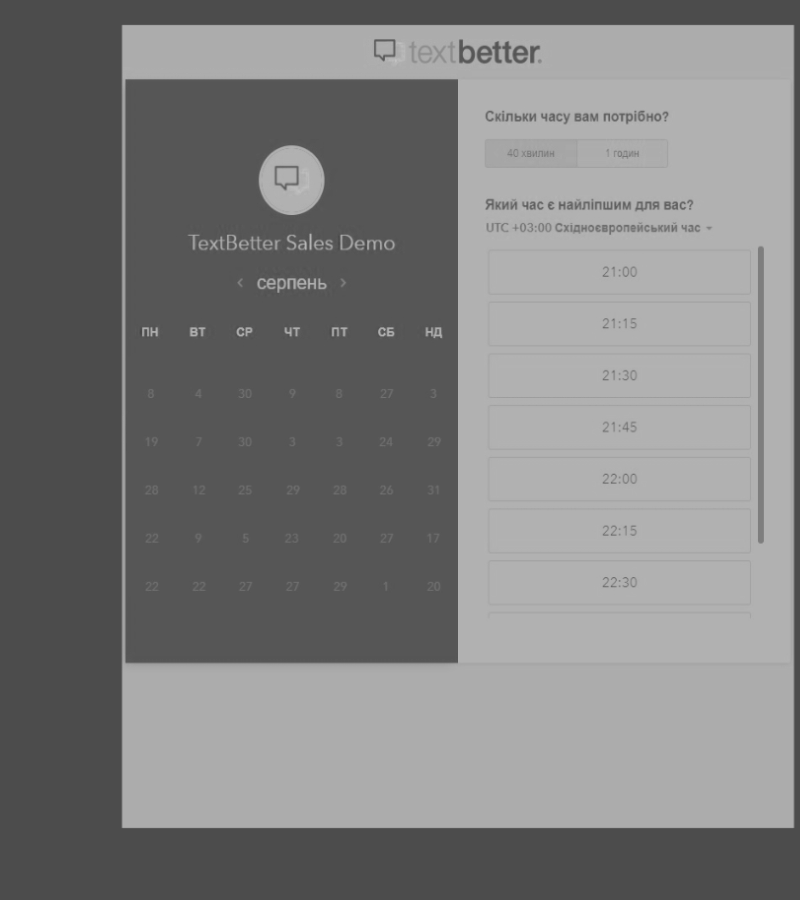 textbetter.
TextBetter Sales Demo
< серпень >
ПН ВТ СР ЧТ ПТ СБ НД
8 4 30 9 8 27 3
19 7 30 3 3 24 29
28 12 25 29 28 26 31
22 9 5 23 20 27 17
22 22 27 27 29 1 20
Скільки часу вам потрібно?
40 хвилин 1 годин
Який час є найліпшим для вас?
UTC +03:00 Східноєвропейський час
21:00
21:15
21:30
21:45
22:00
22:15
22:30